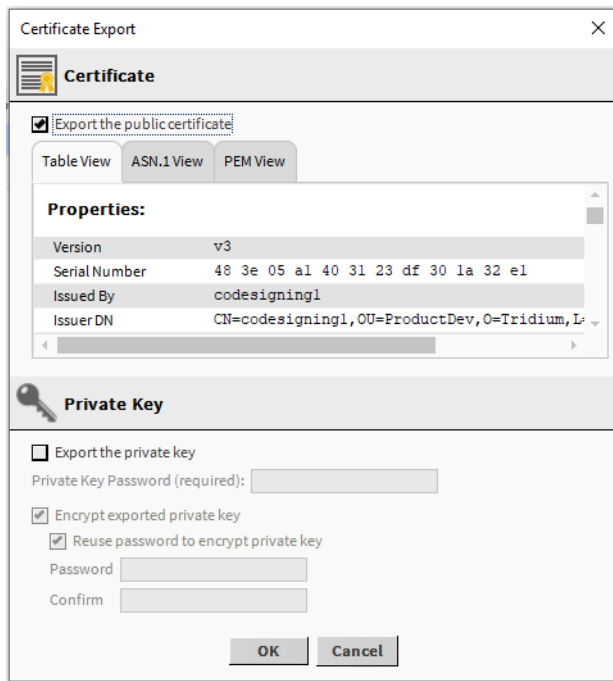 Certificate Export
Certificate
Export the public certificate
Table View ASN.1 View PEM View
Properties:
Version v3
Serial Number 48 3e 05 a1 40 31 23 df 30 1a 32 e1
Issued By codesigning1
Issuer DN CN=codesigning1,OU=ProductDev,O=Tridium,L=
Private Key
Export the private key
Private Key Password (required):
Encrypt exported private key
Reuse password to encrypt private key
Password
Confirm
OK Cancel